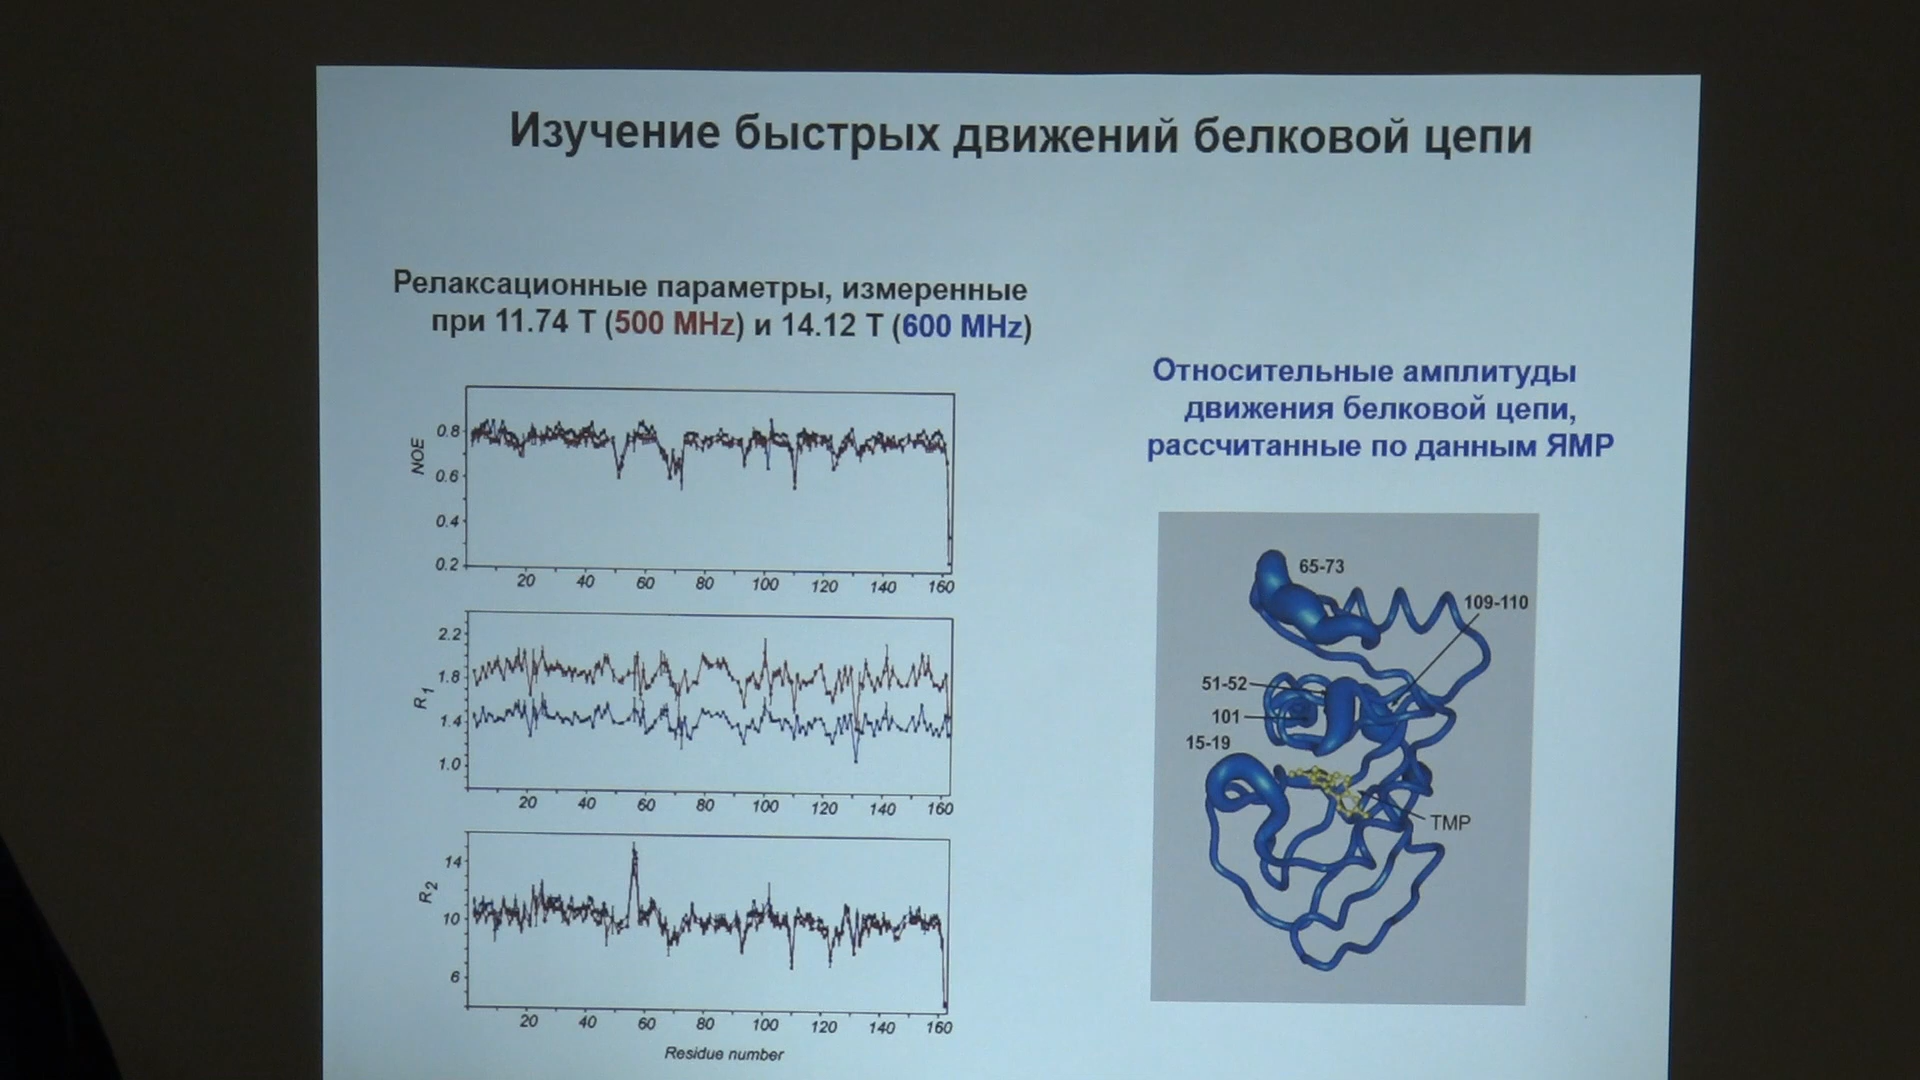 Изучение быстрых движений белковой цепи
Релаксационные параметры, измеренные
при 11.74 T (500 MHz) и 14.12 T (600 MHz)
NOE
0.8
0.6
0.4
0.2
20 40 60 80 100 120 140 160
R1
2.2
1.8
1.4
1.0
20 40 60 80 100 120 140 160
R2
14
10
6
20 40 60 80 100 120 140 160
Residue number
Относительные амплитуды
движения белковой цепи,
рассчитанные по данным ЯМР
65-73
109-110
51-52
101
15-19
TMP